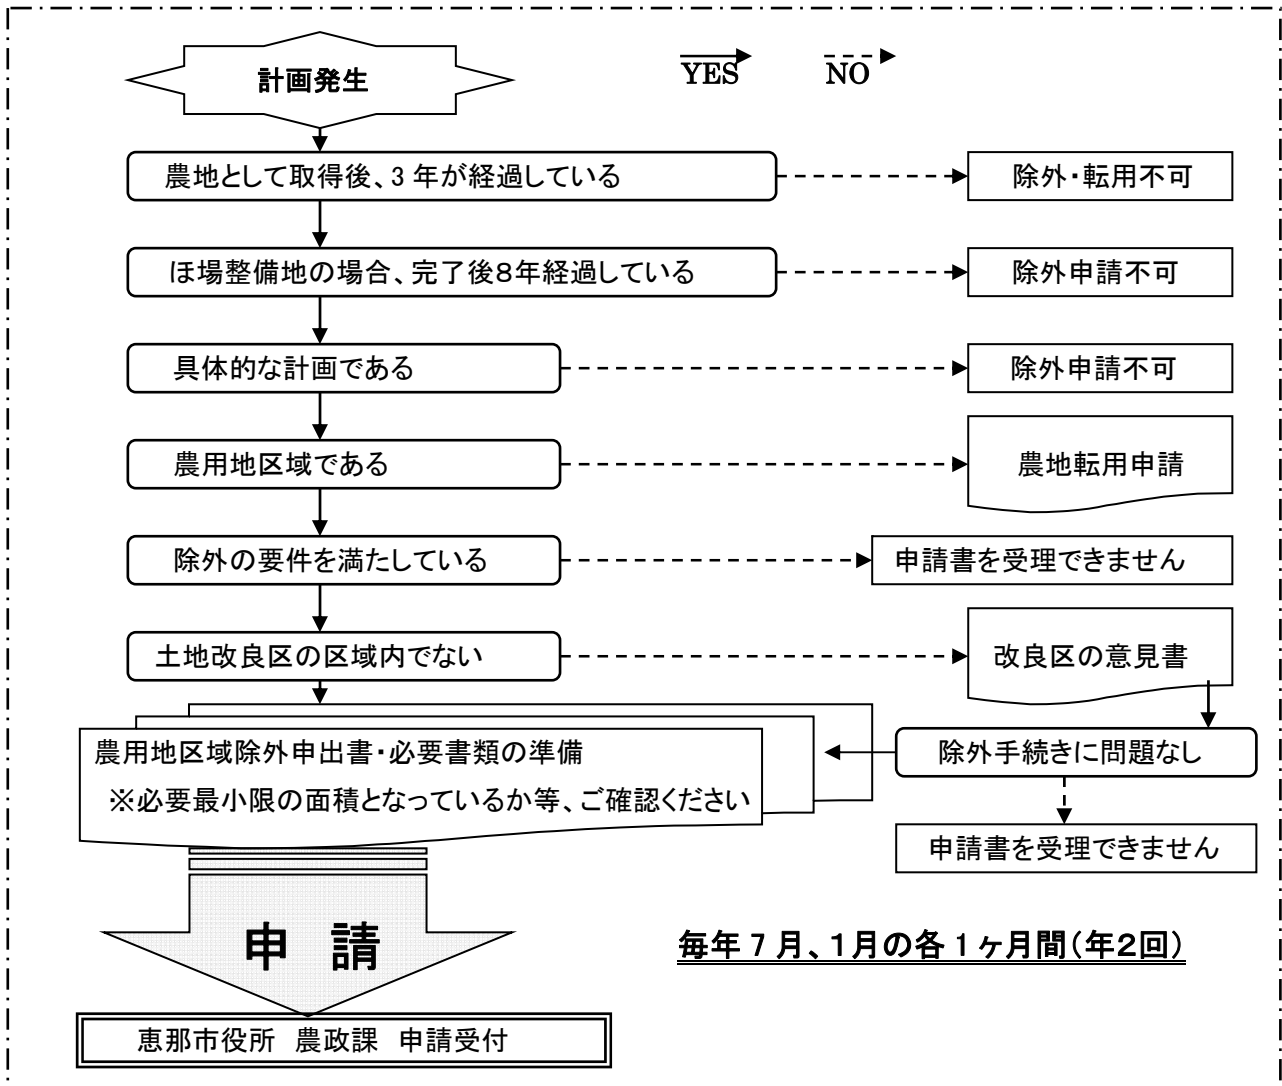 計画発生
YES
NO
農地として取得後、3年が経過している
除外・転用不可
ほ場整備地の場合、完了後８年経過している
除外申請不可
具体的な計画である
除外申請不可
農用地区域である
農地転用申請
除外の要件を満たしている
申請書を受理できません
土地改良区の区域内でない
改良区の意見書
農用地区域除外申出書・必要書類の準備
※必要最小限の面積となっているか等、ご確認ください
除外手続きに問題なし
申請書を受理できません
申 請
毎年7月、１月の各1ヶ月間（年２回）
恵那市役所 農政課 申請受付